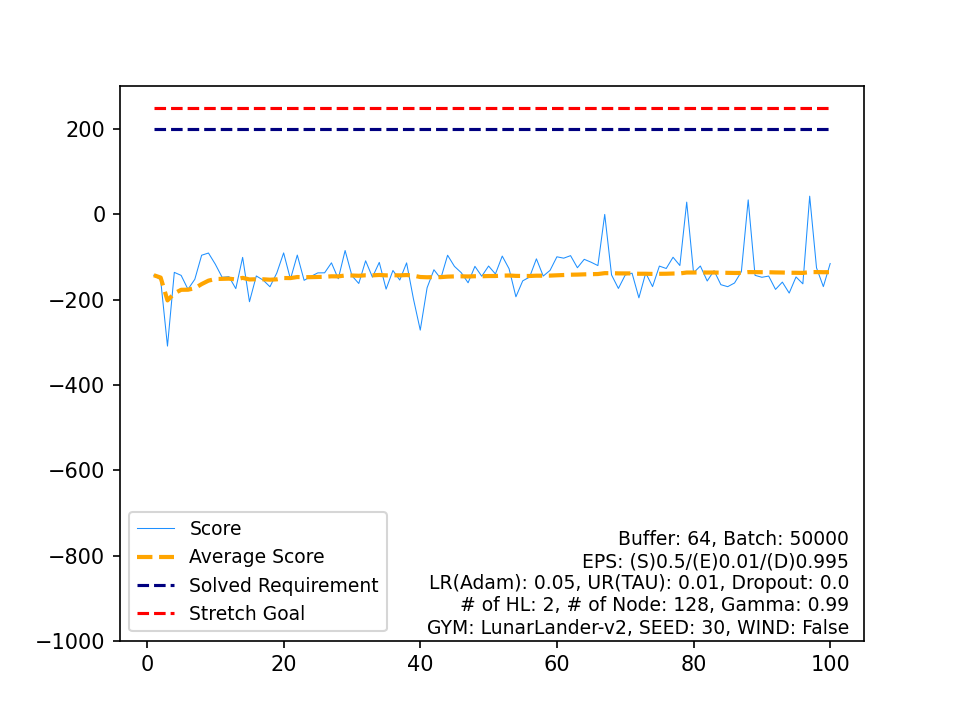 200
0
−200
−400
−600
−800
−1000
Score
Average Score
Solved Requirement
Stretch Goal
Buffer: 64, Batch: 50000
EPS: (S)0.5/(E)0.01/(D)0.995
LR(Adam): 0.05, UR(TAU): 0.01, Dropout: 0.0
# of HL: 2, # of Node: 128, Gamma: 0.99
GYM: LunarLander-v2, SEED: 30, WIND: False
0 20 40 60 80 100